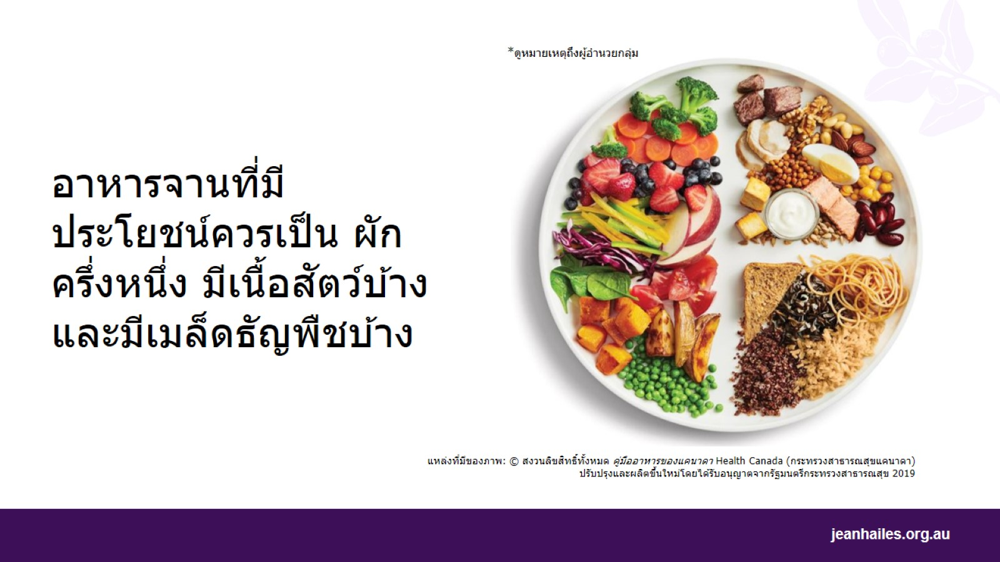 *ดูหมายเหตุถึงผู้อำนวยกลุ่ม
อาหารจานที่มี
ประโยชน์ควรเป็น ผัก
ครึ่งหนึ่ง มีเนื้อสัตว์บ้าง
และมีเมล็ดธัญพืชบ้าง
แหล่งที่มีของภาพ: © สงวนลิขสิทธิ์ทั้งหมด คู่มืออาหารของแคนาดา Health Canada (กระทรวงสาธารณสุขแคนาดา)
ปรับปรุงและผลิตขึ้นใหม่โดยได้รับอนุญาตจากรัฐมนตรีกระทรวงสาธารณสุข 2019
jeanhailes.org.au